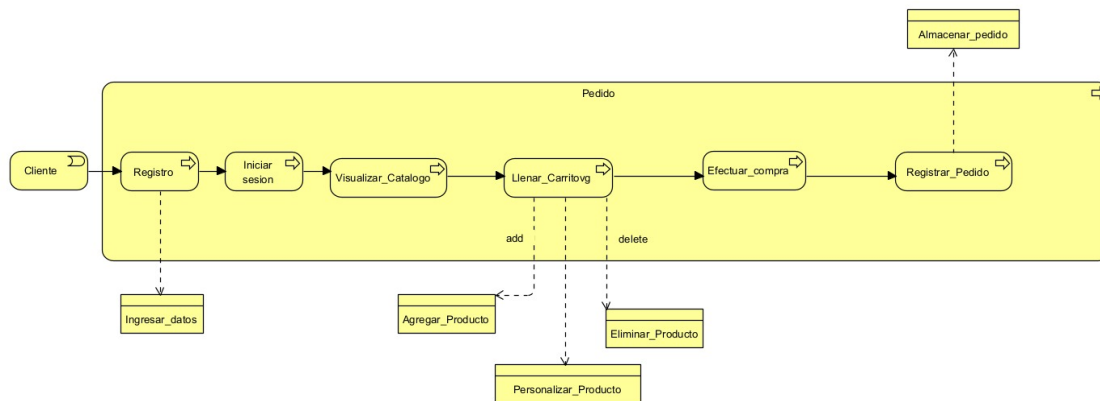 Almacenar_pedido
Pedido
Cliente
Registro
Iniciar
sesion
Visualizar_Catalogo
Llenar_Carritovg
Efectuar_compra
Registrar_Pedido
add
delete
Ingresar_datos
Agregar_Producto
Eliminar_Producto
Personalizar_Producto